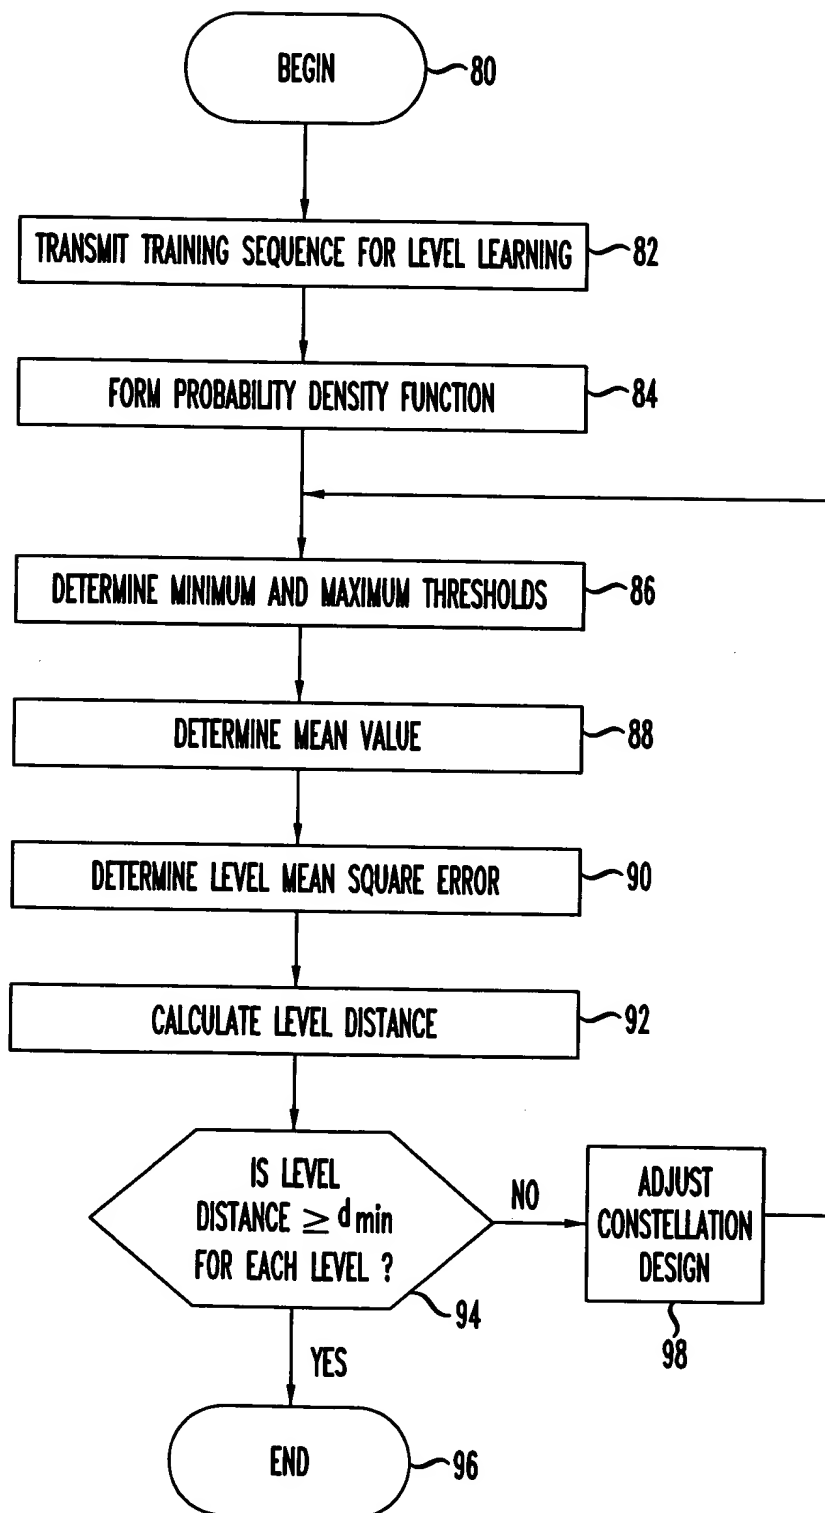 BEGIN
80
TRANSMIT TRAINING SEQUENCE FOR LEVEL LEARNING
82
FORM PROBABILITY DENSITY FUNCTION
84
DETERMINE MINIMUM AND MAXIMUM THRESHOLDS
86
DETERMINE MEAN VALUE
88
DETERMINE LEVEL MEAN SQUARE ERROR
90
CALCULATE LEVEL DISTANCE
92
IS LEVEL
DISTANCE ≥ dmin
FOR EACH LEVEL ?
94
NO
ADJUST
CONSTELLATION
DESIGN
98
YES
END
96